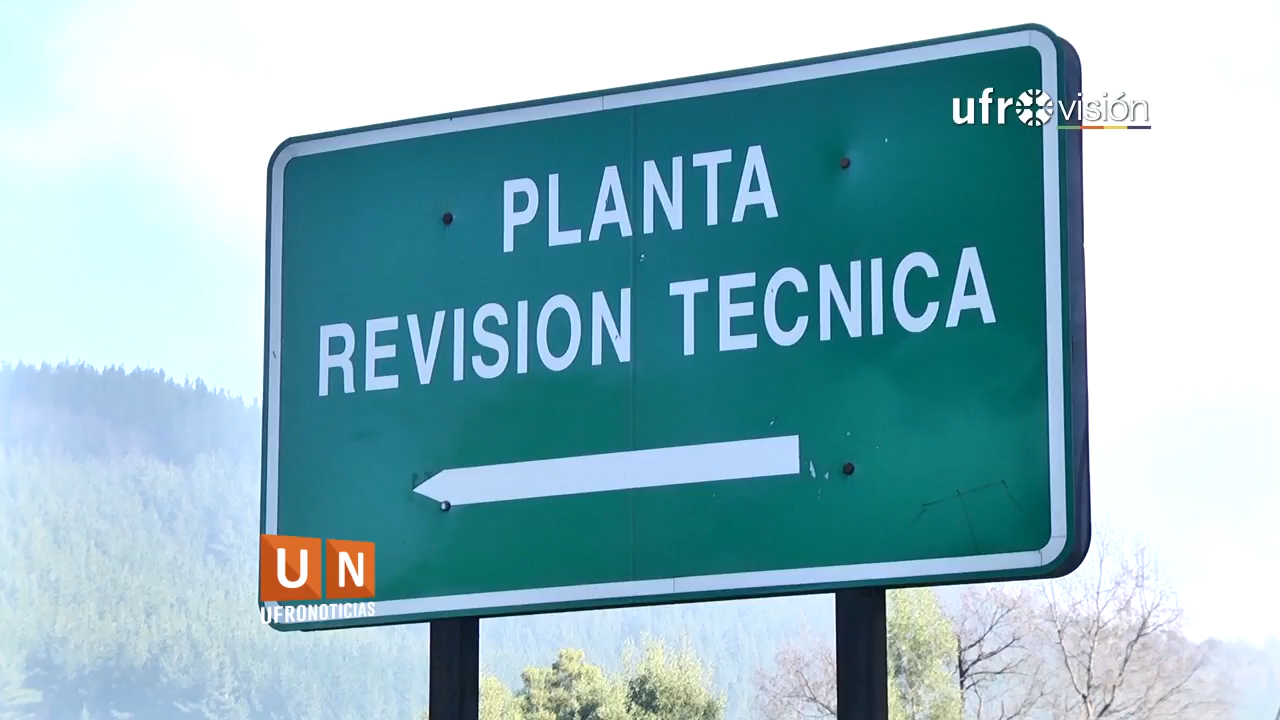 ufrovisión
PLANTA
REVISION TECNICA
UN
UFRONOTICIAS